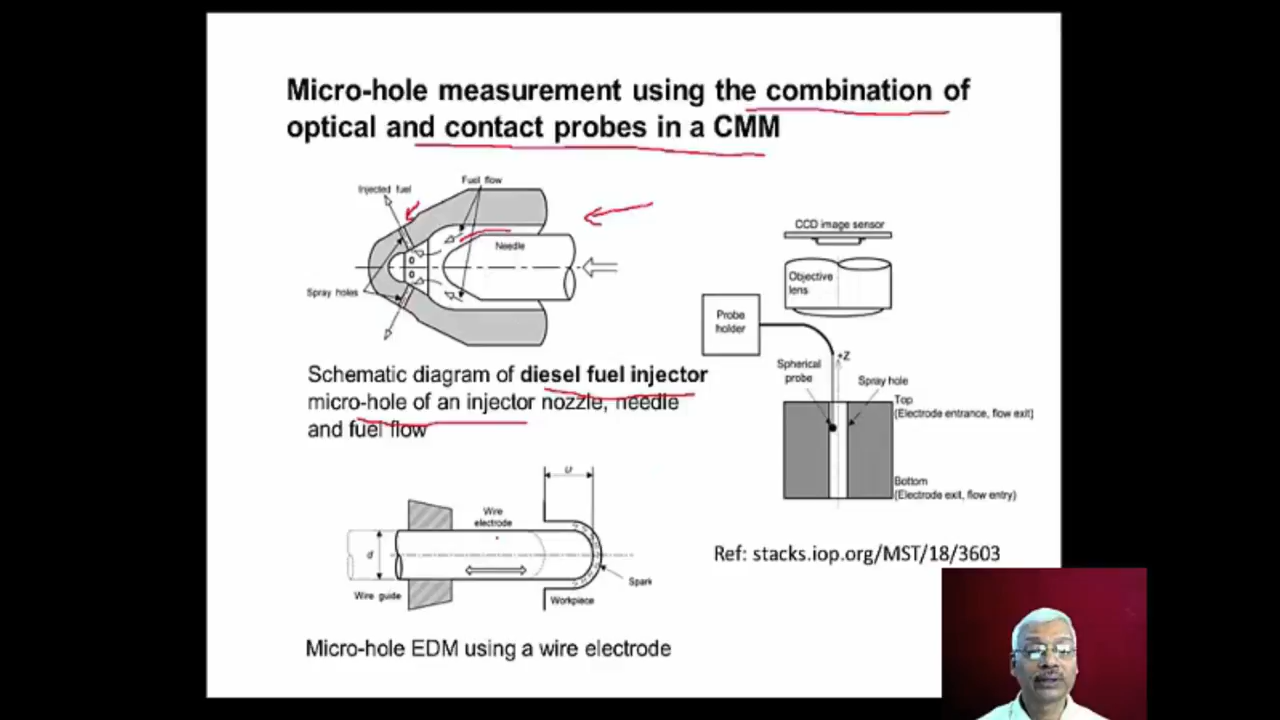 Micro-hole measurement using the combination of
optical and contact probes in a CMM
Fuel flow
Injected fuel
Needle
Spray holes
Schematic diagram of diesel fuel injector
micro-hole of an injector nozzle, needle
and fuel flow
CCD image sensor
Objective
lens
Probe
holder
+Z
Spherical
probe
Spray hole
Top
(Electrode entrance, flow exit)
Bottom
(Electrode exit, flow entry)
Ref: stacks.iop.org/MST/18/3603
U
Wire
electrode
d
Spark
Wire guide
Workpiece
Micro-hole EDM using a wire electrode